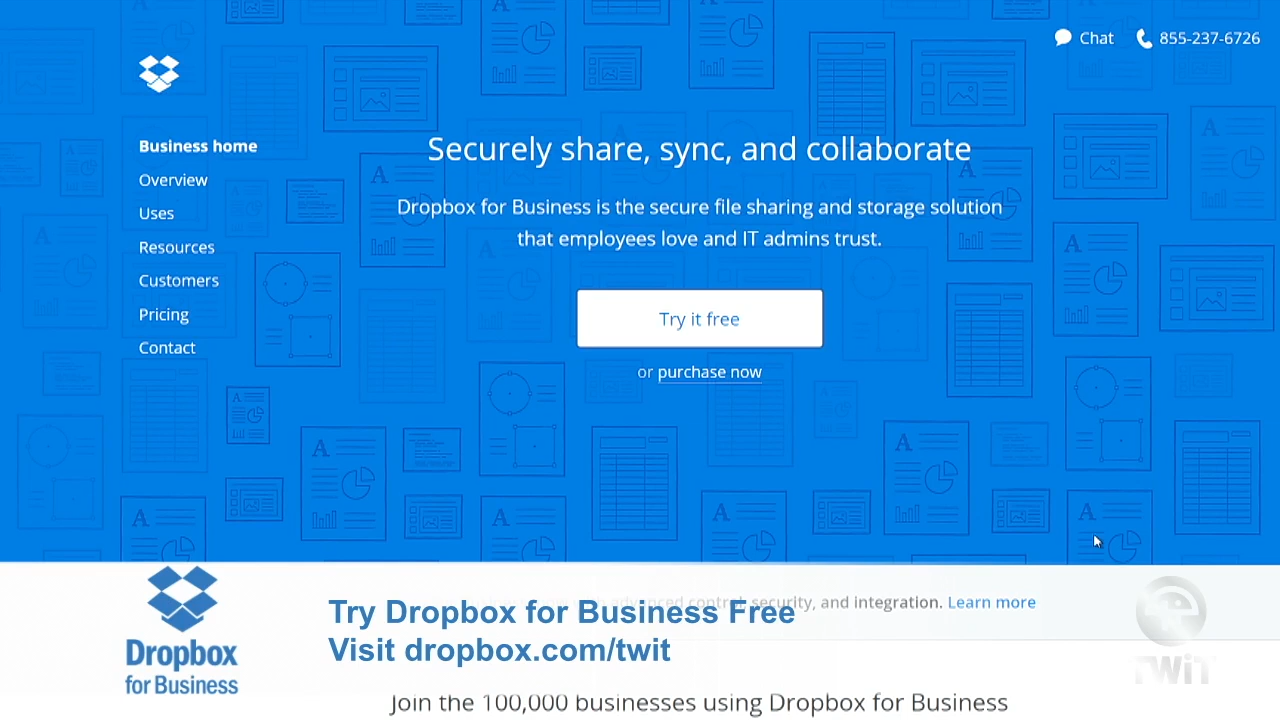 Chat 855-237-6726
Business home
Overview
Uses
Resources
Customers
Pricing
Contact
Securely share, sync, and collaborate
Dropbox for Business is the secure file sharing and storage solution
that employees love and IT admins trust.
Try it free
or purchase now
advanced control, security, and integration. Learn more
Try Dropbox for Business Free
Visit dropbox.com/twit
Dropbox
for Business
TWiT
Join the 100,000 businesses using Dropbox for Business